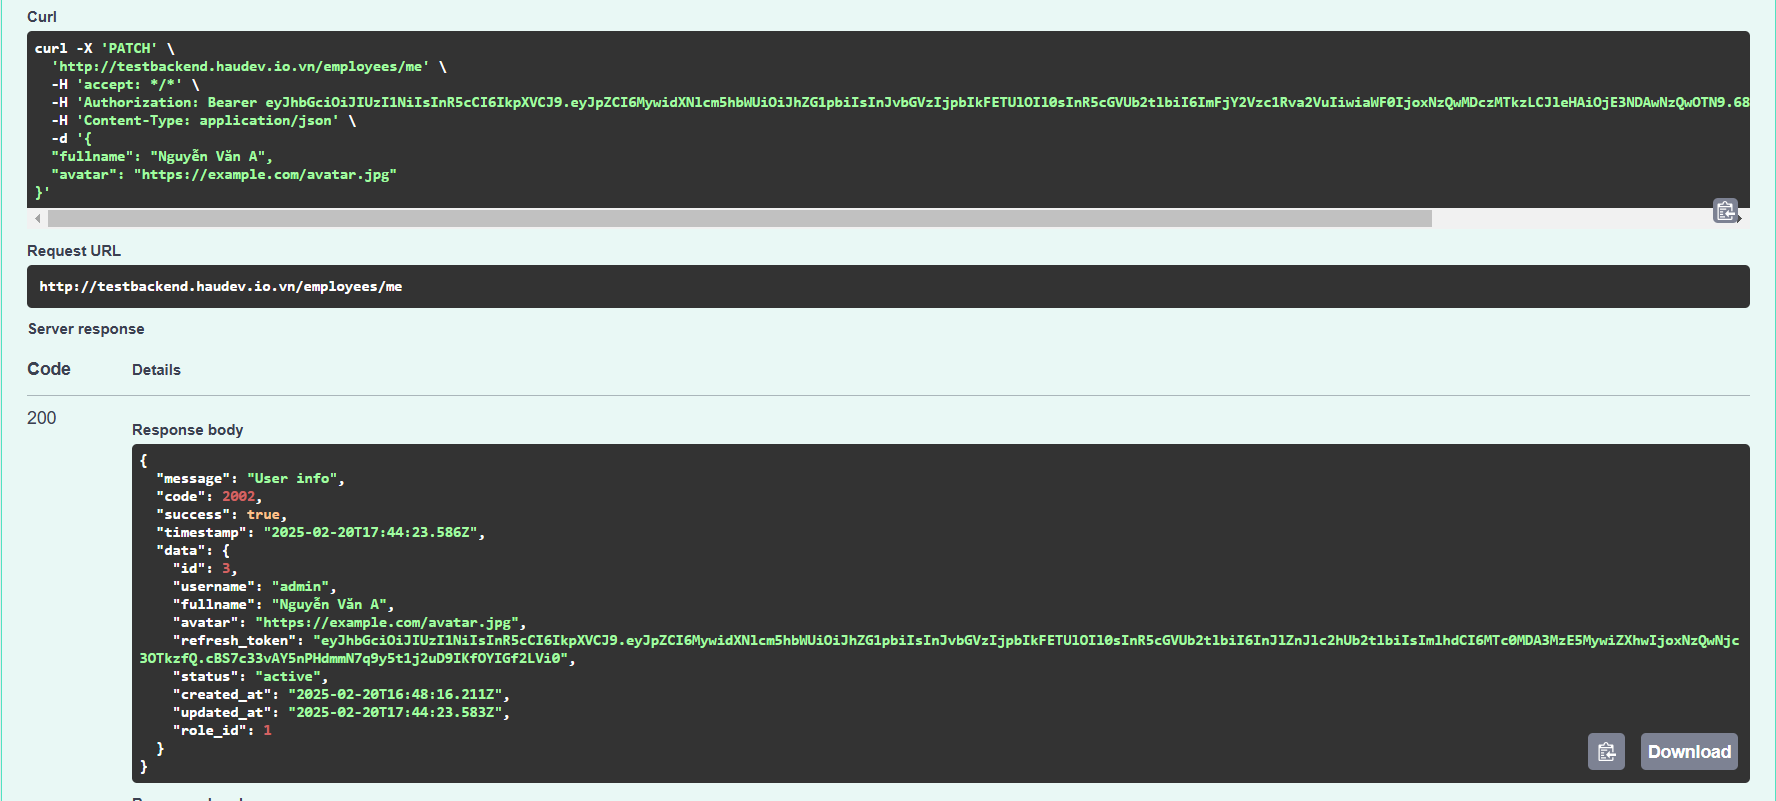 Curl
curl -X 'PATCH' \
'http://testbackend.haudev.io.vn/employees/me' \
-H 'accept: */*' \
-H 'Authorization: Bearer eyJhbGciOiJIUzI1NiIsInR5cCI6IkpXVCJ9.eyJpZCI6MywidXNlcm5hbWUiOiJhZG1pbiIsInJvbGVzIjpbIkFETUlOIl0sInR5cGVUb2tlbiI6ImFjY2Vzc1Rva2VuIiwiaWF0IjoxNzQwMDczMTkzLCJleHAiOjE3NDAwNzQwOTN9.68
-H 'Content-Type: application/json' \
-d '{
"fullname": "Nguyễn Văn A",
"avatar": "https://example.com/avatar.jpg"
}'
Request URL
http://testbackend.haudev.io.vn/employees/me
Server response
Code Details
200
Response body
{
"message": "User info",
"code": 2002,
"success": true,
"timestamp": "2025-02-20T17:44:23.586Z",
"data": {
"id": 3,
"username": "admin",
"fullname": "Nguyễn Văn A",
"avatar": "https://example.com/avatar.jpg",
"refresh_token": "eyJhbGciOiJIUzI1NiIsInR5cCI6IkpXVCJ9.eyJpZCI6MywidXNlcm5hbWUiOiJhZG1pbiIsInJvbGVzIjpbIkFETUlOIl0sInR5cGVUb2tlbiI6InJlZnJlc2hUb2tlbiIsImlhdCI6MTc0MDA3MzE5MywiZXhwIjoxNzQwNjc
3OTkzfQ.cBS7c33vAY5nPHdmmN7q9y5t1j2uD9IKfOYIGf2LVi0",
"status": "active",
"created_at": "2025-02-20T16:48:16.211Z",
"updated_at": "2025-02-20T17:44:23.583Z",
"role_id": 1
}
}
Download